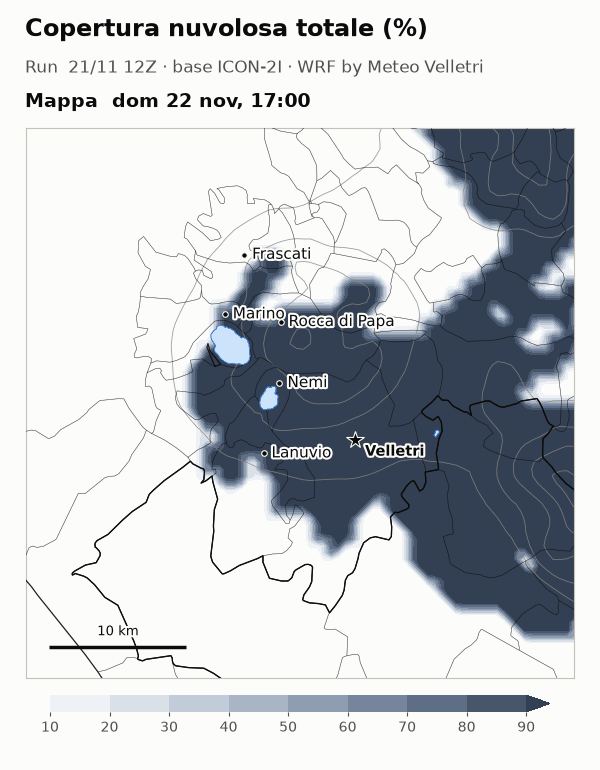 Copertura nuvolosa totale (%)
Run  21/11 12Z · base ICON-2I · WRF by Meteo Velletri
Mappa  dom 22 nov, 17:00
Frascati
Marino
Rocca di Papa
Nemi
Velletri
Lanuvio
10 km
10 20 30 40 50 60 70 80 90